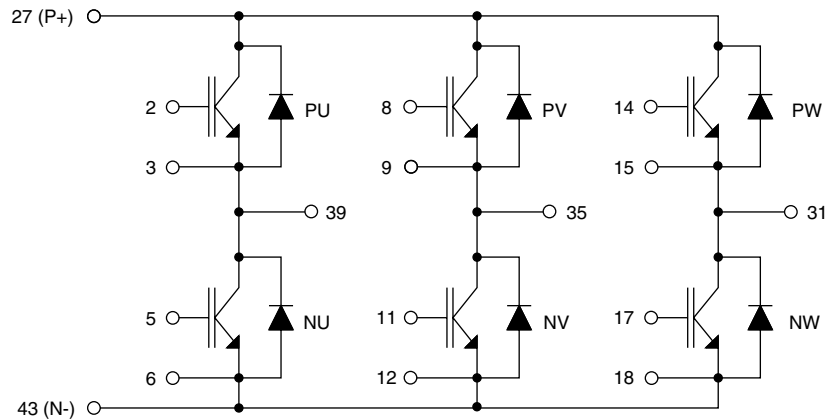 27 (P+)
2 PU 8 PV 14 PW
3 9 15
39 35 31
5 NU 11 NV 17 NW
6 12 18
43 (N-)